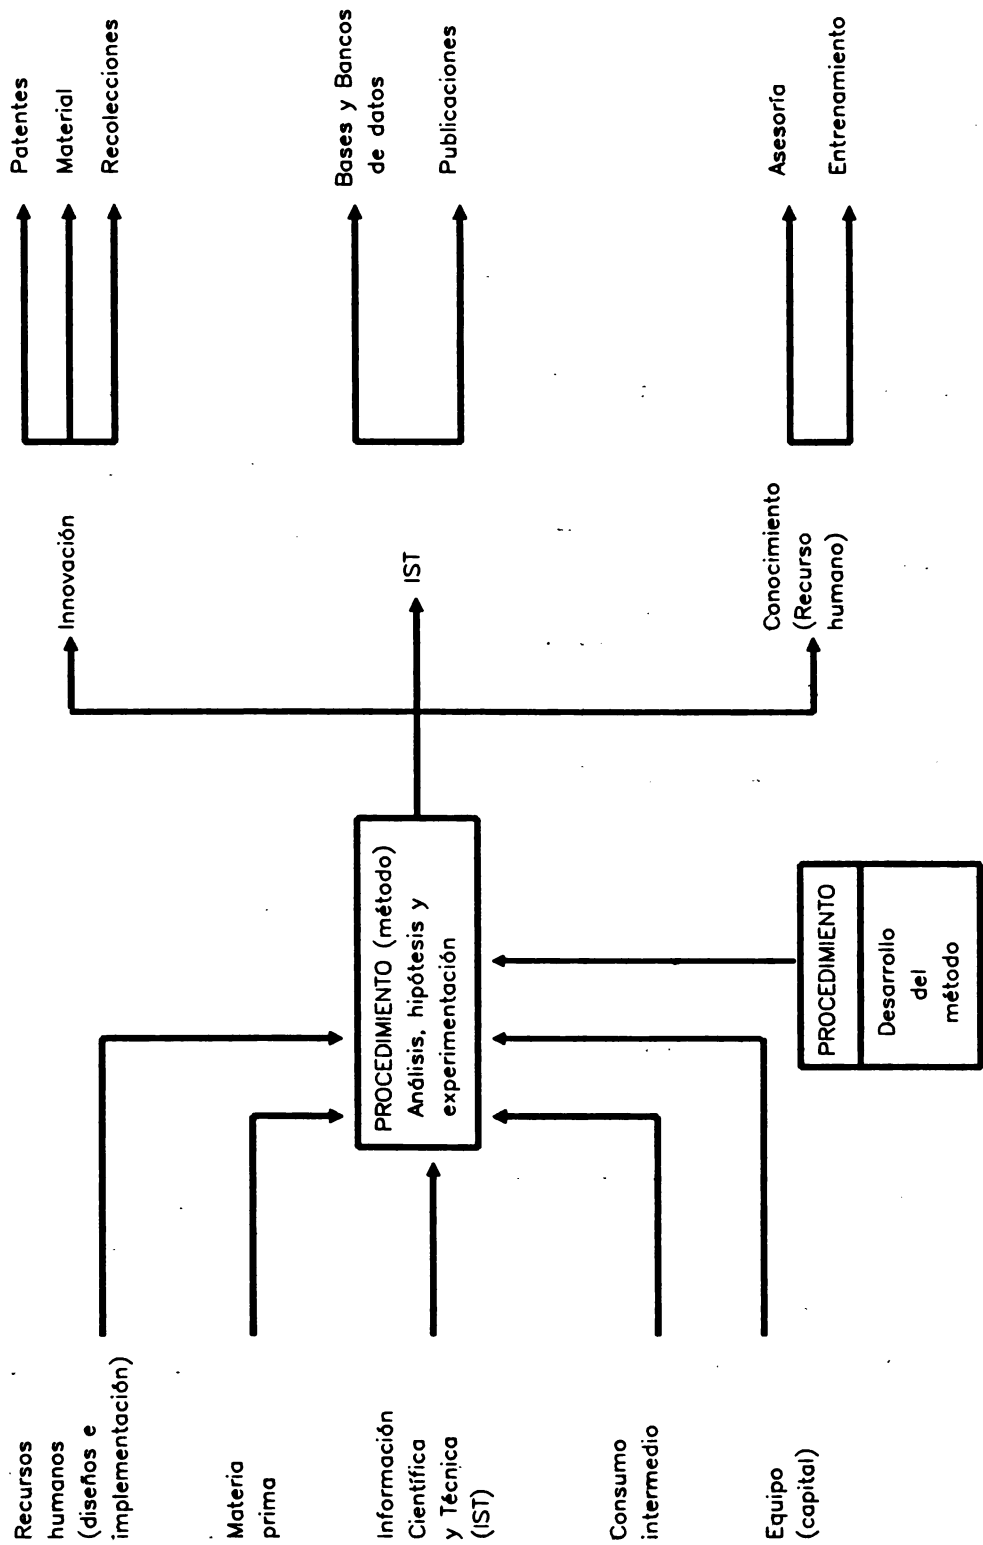 Recursos
humanos
(diseños e
implementación)
Materia
prima
Información
Científica
y Técnica
(IST)
Consumo
intermedio
Equipo
(capital)
PROCEDIMIENTO (método)
Análisis, hipótesis y
experimentación
PROCEDIMIENTO
Desarrollo
del
método
Innovación
IST
Conocimiento
(Recurso
humano)
Patentes
Material
Recolecciones
Bases y Bancos
de datos
Publicaciones
Asesoría
Entrenamiento